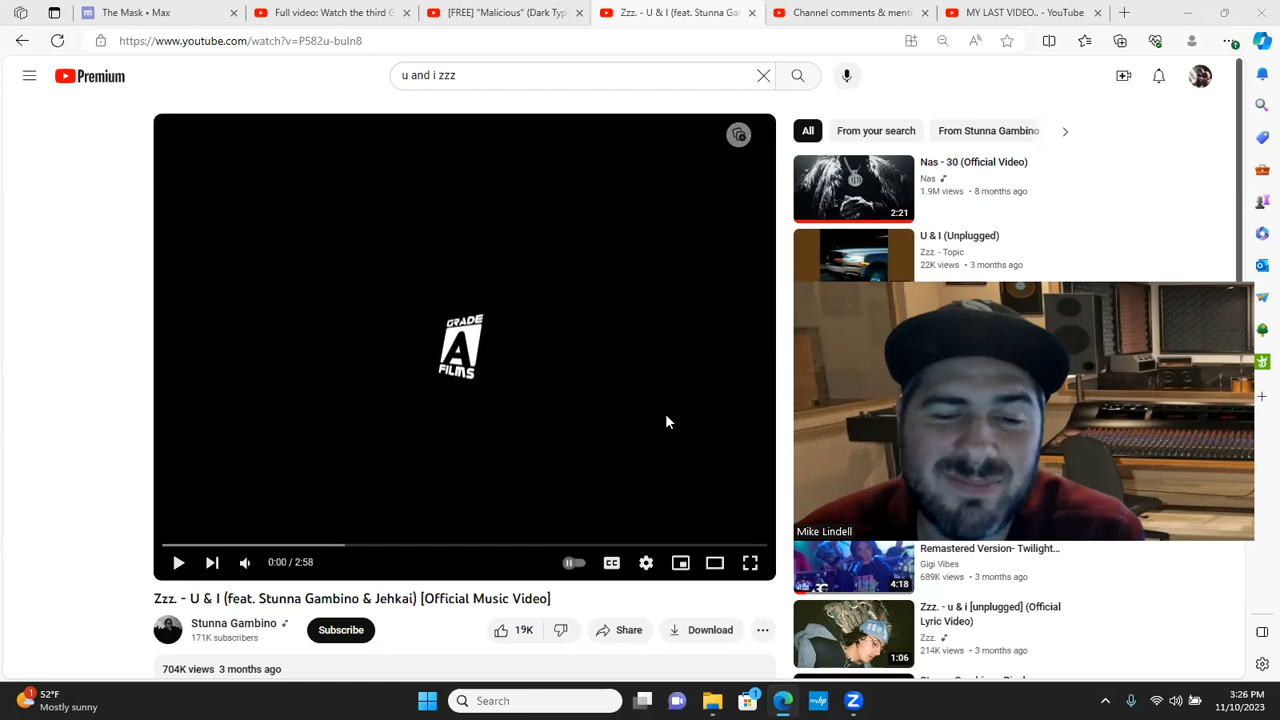 The Mask • Max
Full video: Watch the third G
[FREE] "Malicious" (Dark Typ
Zzz. - U & I (feat. Stunna Gam
Channel comments & menti
MY LAST VIDEO.. - YouTube
https://www.youtube.com/watch?v=P582u-buln8
Premium
u and i zzz
All
From your search
From Stunna Gambino
Nas - 30 (Official Video)
Nas
1.9M views • 8 months ago
2:21
U & I (Unplugged)
Zzz. - Topic
22K views • 3 months ago
GRADE
A
FILMS
Mike Lindell
0:00 / 2:58
Remastered Version- Twilight...
Gigi Vibes
689K views • 3 months ago
4:18
Zzz. - U & I (feat. Stunna Gambino & Jehkai) [Official Music Video]
Stunna Gambino
171K subscribers
Subscribe
19K
Share
Download
Zzz. - u & i [unplugged] (Official
Lyric Video)
Zzz.
214K views • 3 months ago
1:06
704K views 3 months ago
1
52°F
Mostly sunny
Search
1
3:26 PM
11/10/2023